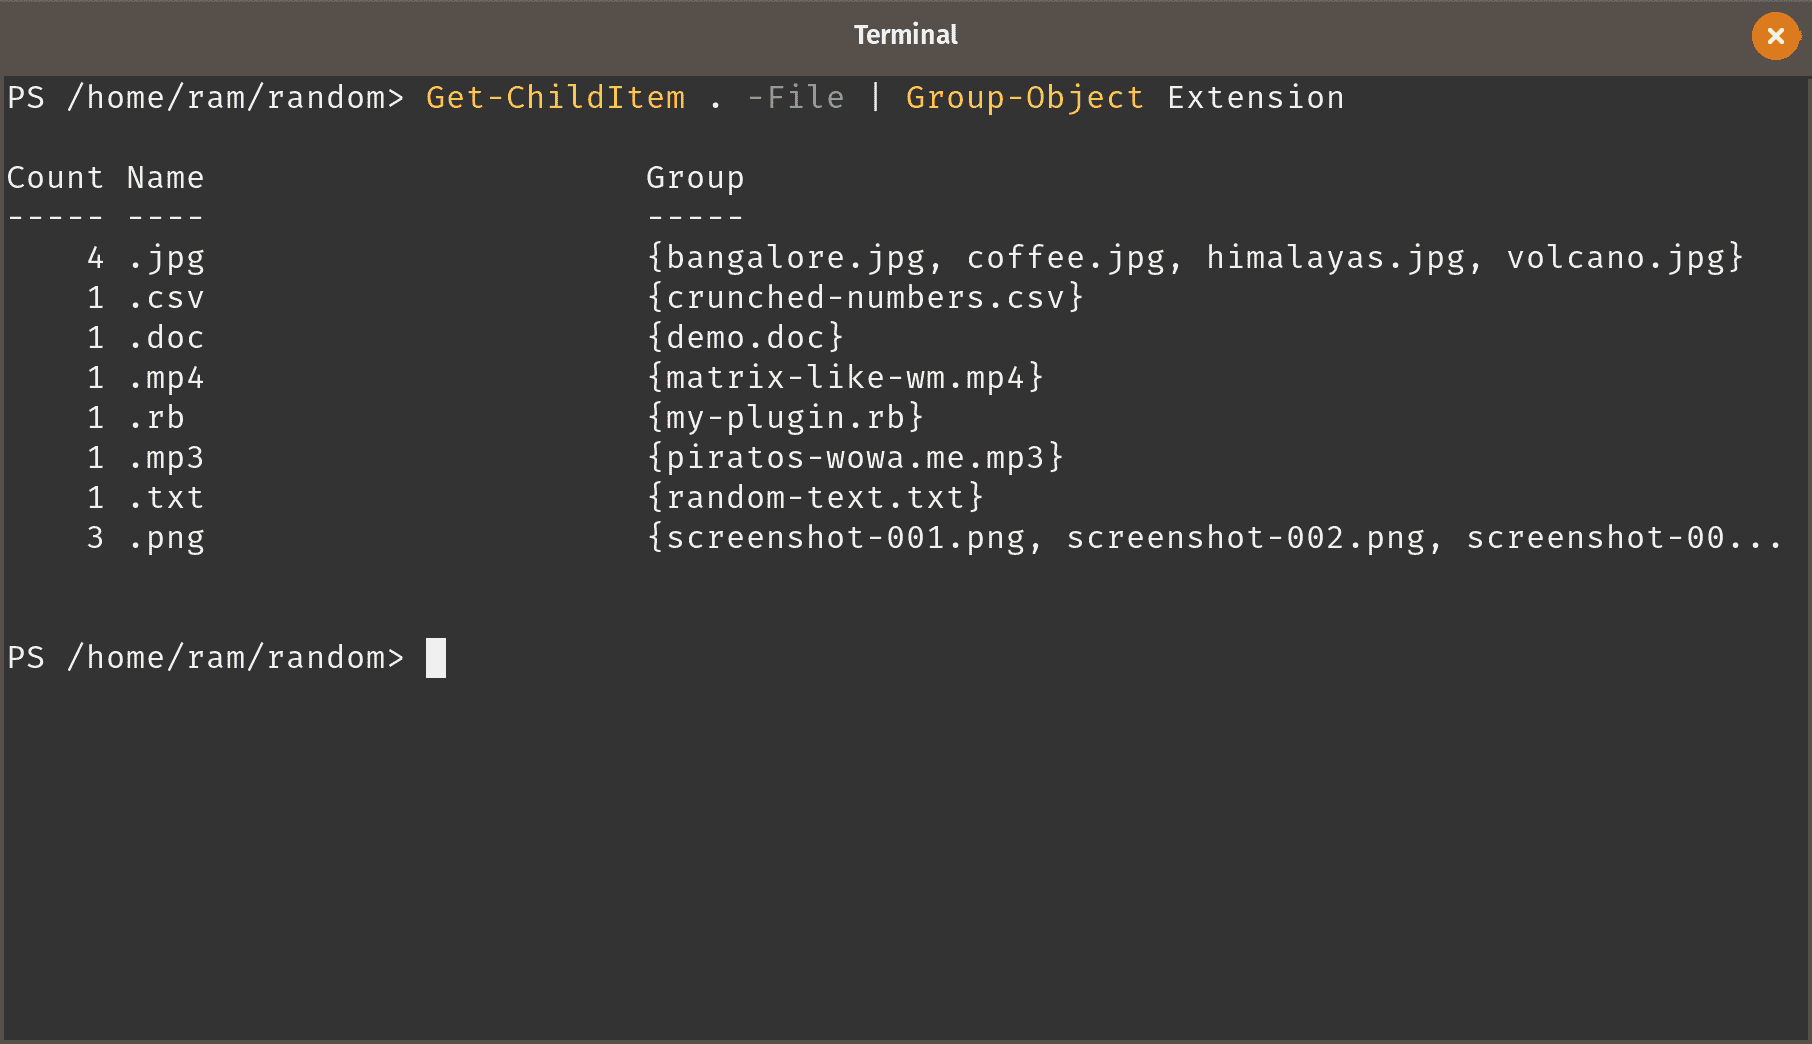 Terminal
PS /home/ram/random> Get-ChildItem . -File | Group-Object Extension
Count Name                      Group
----- ----                      -----
    4 .jpg                      {bangalore.jpg, coffee.jpg, himalayas.jpg, volcano.jpg}
    1 .csv                      {crunched-numbers.csv}
    1 .doc                      {demo.doc}
    1 .mp4                      {matrix-like-wm.mp4}
    1 .rb                       {my-plugin.rb}
    1 .mp3                      {piratos-wowa.me.mp3}
    1 .txt                      {random-text.txt}
    3 .png                      {screenshot-001.png, screenshot-002.png, screenshot-00...
PS /home/ram/random>